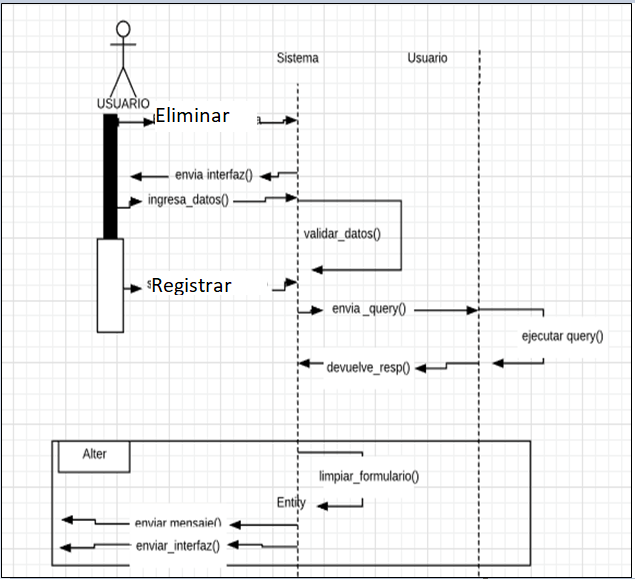 Sistema Usuario
USUARIO
Eliminar
envia interfaz()
ingresa_datos()
validar_datos()
Registrar
envia _query()
ejecutar query()
devuelve_resp()
Alter
limpiar_formulario()
Entity
enviar mensaje()
enviar_interfaz()